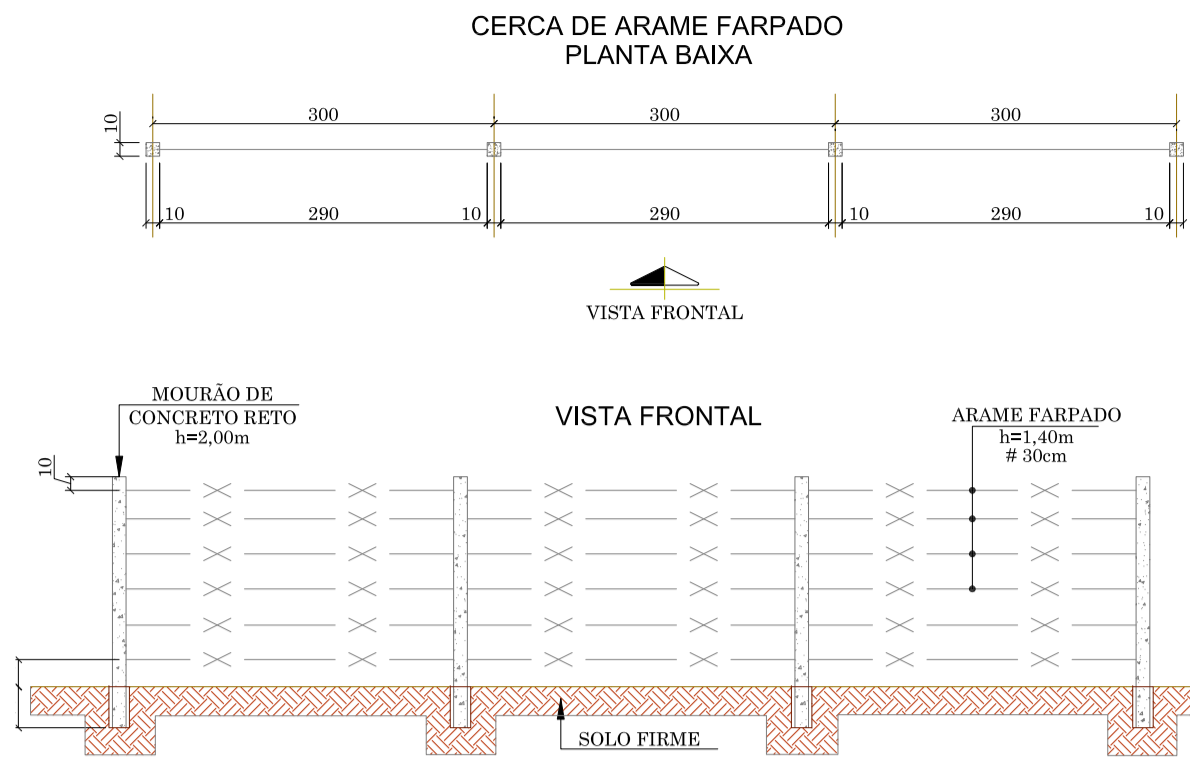 CERCA DE ARAME FARPADO
PLANTA BAIXA
300 300 300
10
10 290 10 290 10 290 10
VISTA FRONTAL
MOURÃO DE
CONCRETO RETO
h=2,00m
VISTA FRONTAL
ARAME FARPADO
h=1,40m
# 30cm
10
SOLO FIRME